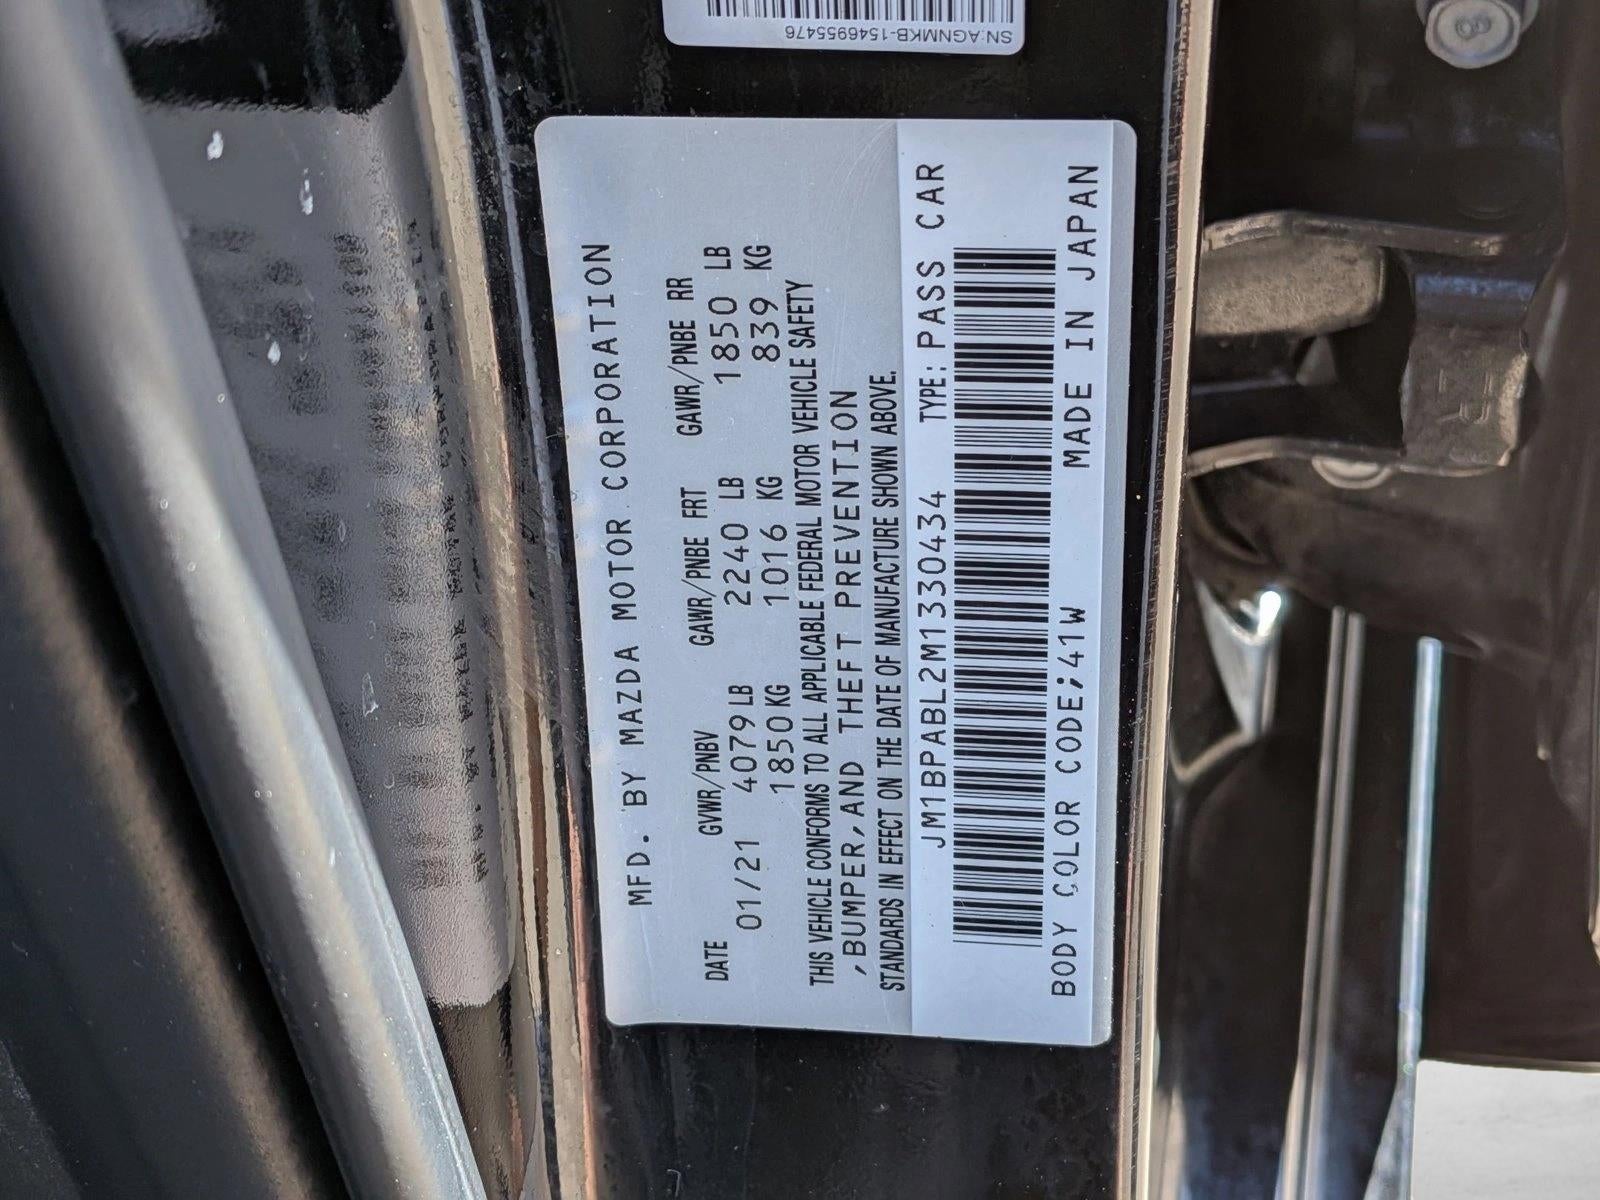 MFD. BY MAZDA MOTOR CORPORATION
DATE GVWR/PNBV GAWR/PNBE FRT GAWR/PNBE RR
01/21 4079 LB 2240 LB 1850 LB
1850 KG 1016 KG 839 KG
THIS VEHICLE CONFORMS TO ALL APPLICABLE FEDERAL MOTOR VEHICLE SAFETY
,BUMPER,AND THEFT PREVENTION
STANDARDS IN EFFECT ON THE DATE OF MANUFACTURE SHOWN ABOVE.
JM1BPABL2M1330434 TYPE: PASS CAR
BODY COLOR CODE;41W MADE IN JAPAN
SN:AGNMKB-1546955476